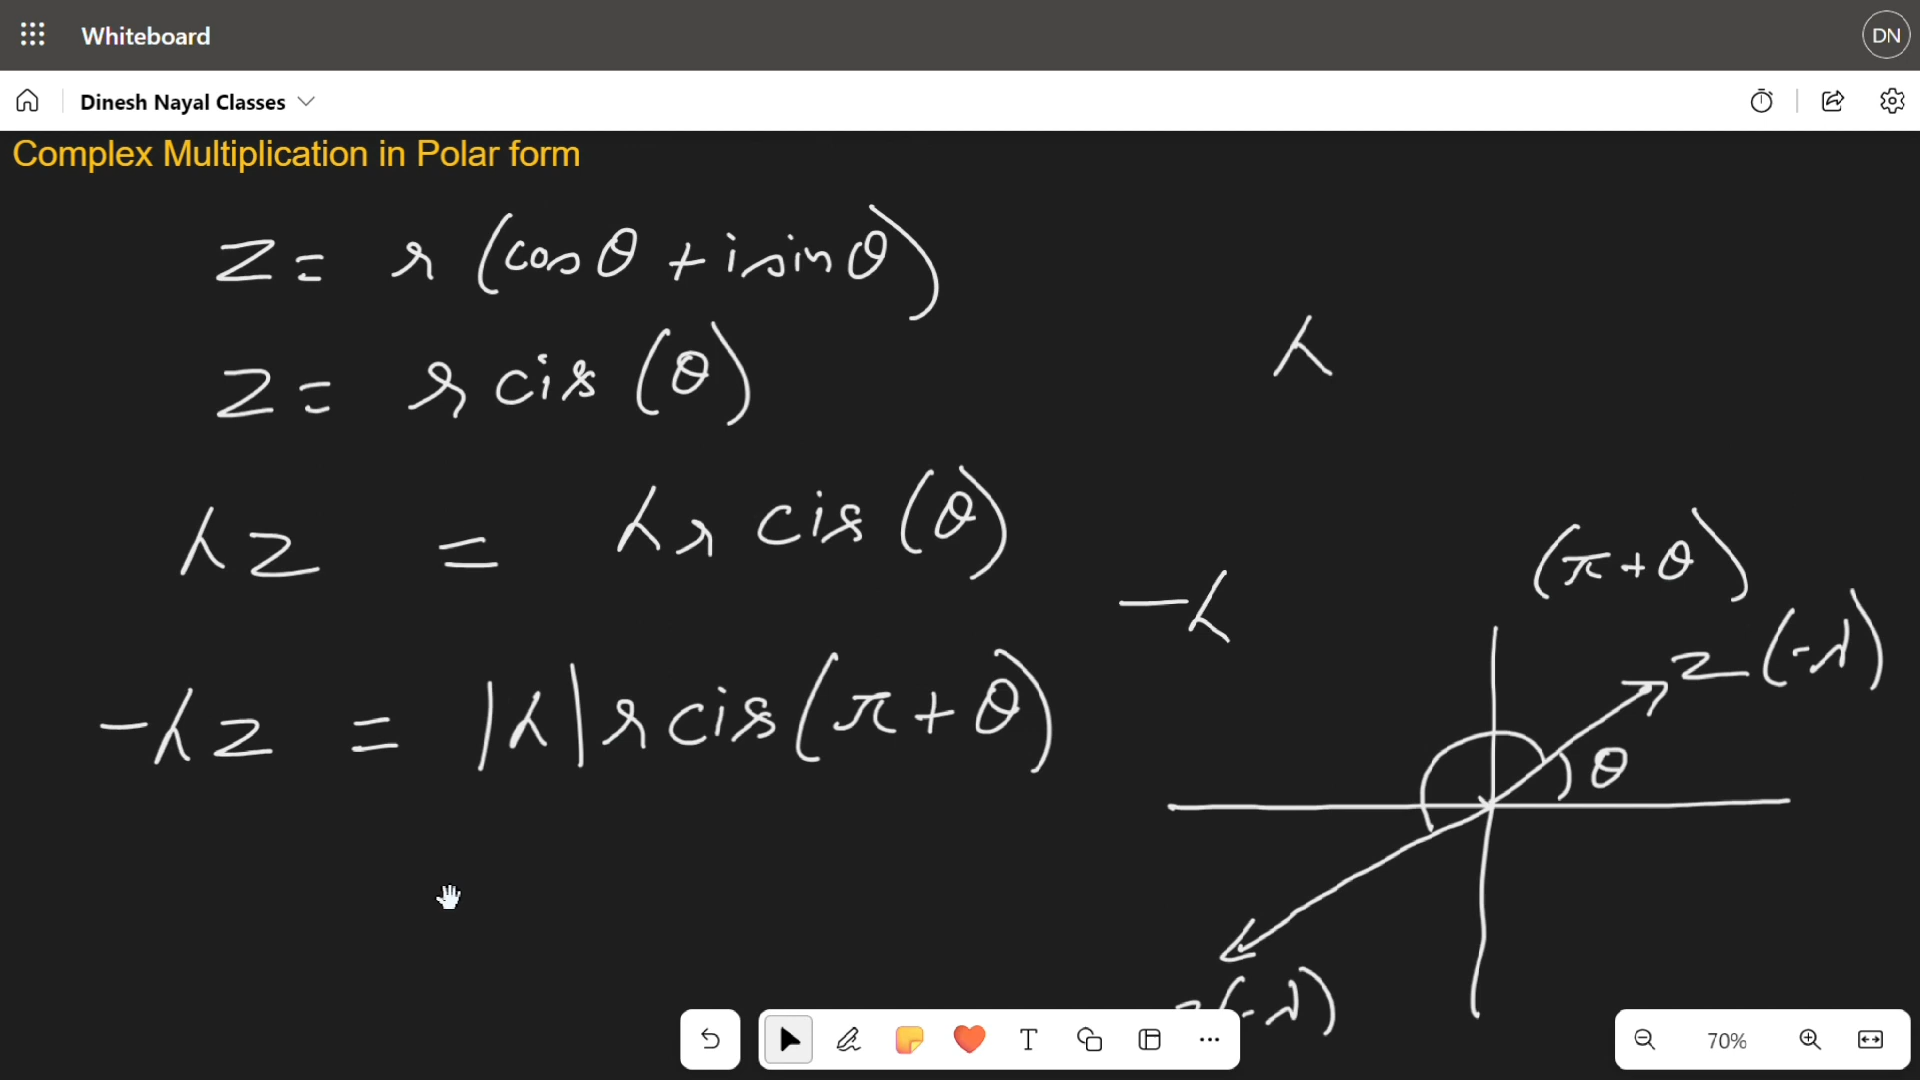 Whiteboard
DN
Dinesh Nayal Classes
Complex Multiplication in Polar form
z = r (cos θ + i sin θ)
z = r cis (θ)
λ
λz = λr cis (θ)
-λ
-λz = |λ| r cis (π + θ)
(π + θ)
z (-λ)
θ
(-λ)
T
70%